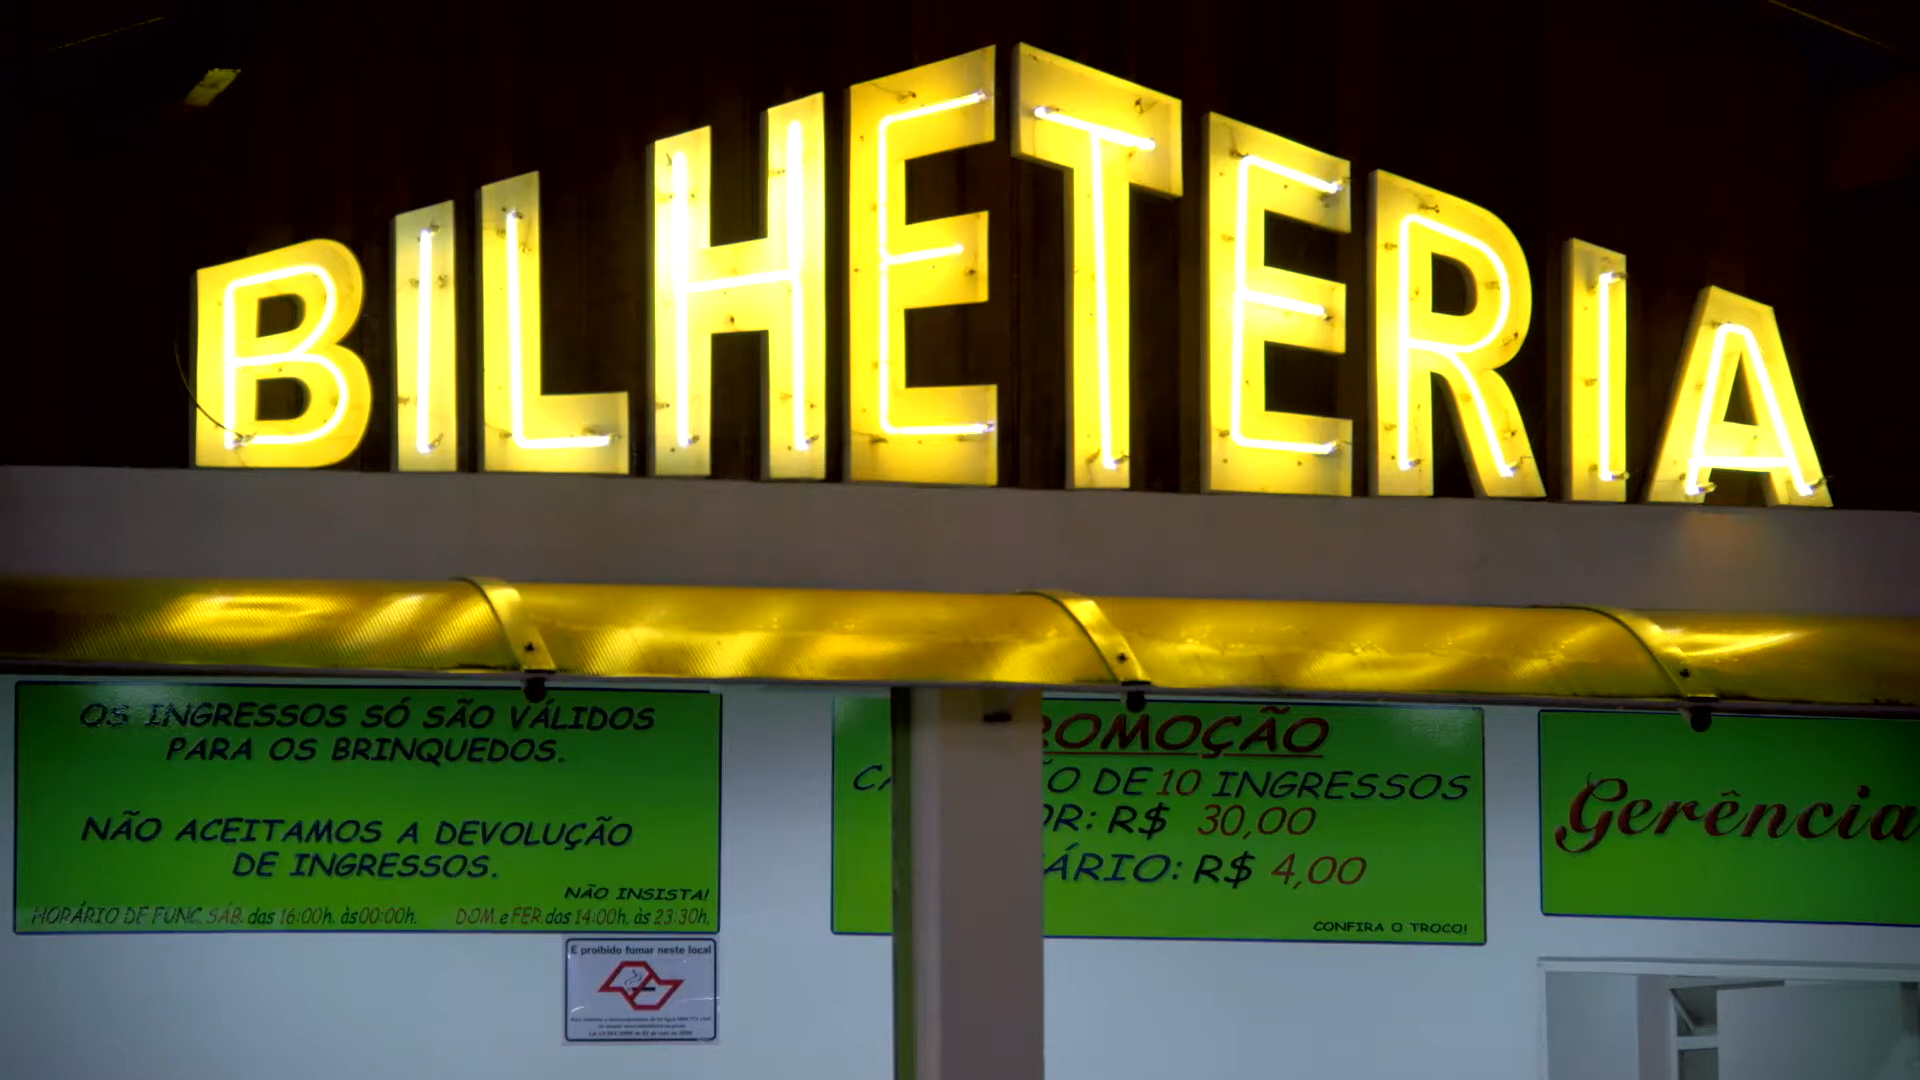 BILHETERIA
OS INGRESSOS SÓ SÃO VÁLIDOS
PARA OS BRINQUEDOS.
NÃO ACEITAMOS A DEVOLUÇÃO
DE INGRESSOS.
NÃO INSISTA!
HORÁRIO DE FUNC. SÁB. das 16:00h. às 00:00h. DOM. e FER. das 14:00h. às 23:30h.
É proibido fumar neste local
ROMOÇÃO
CA ÃO DE 10 INGRESSOS
OR: R$ 30,00
ÁRIO: R$ 4,00
CONFIRA O TROCO!
Gerência